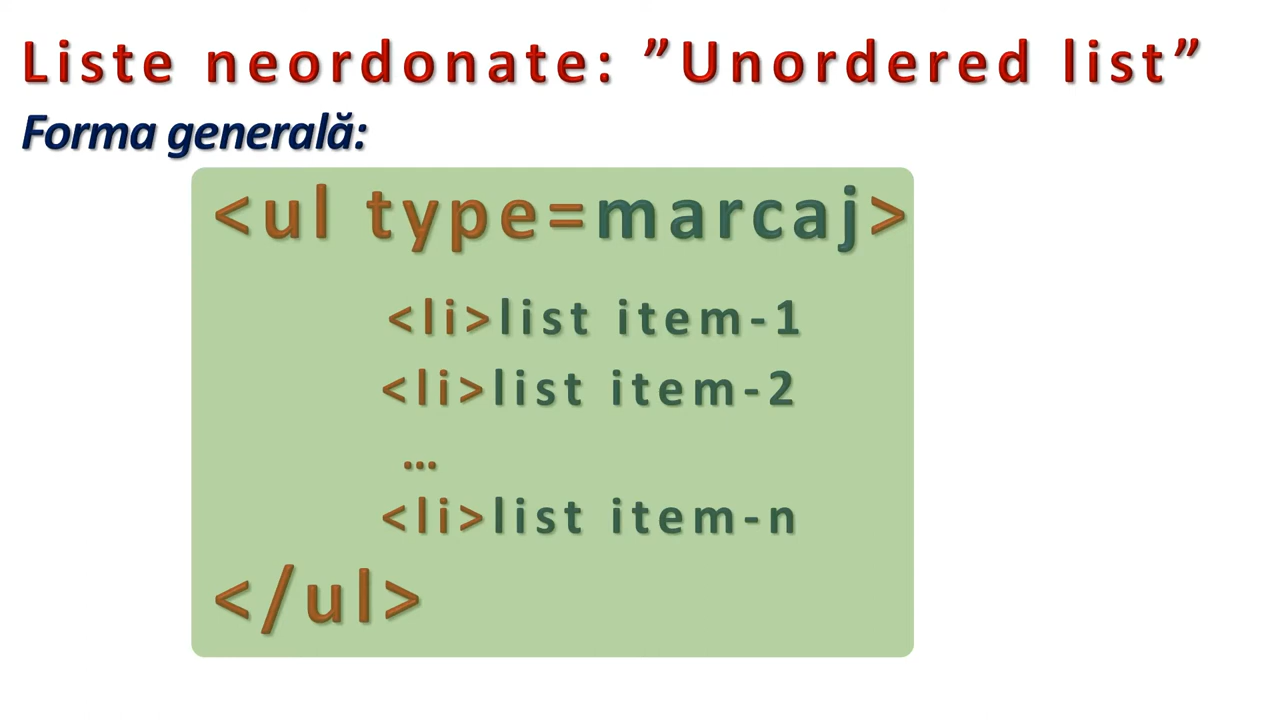 Liste neordonate: ”Unordered list”
Forma generală:
<ul type=marcaj>
<li>list item-1
<li>list item-2
...
<li>list item-n
</ul>